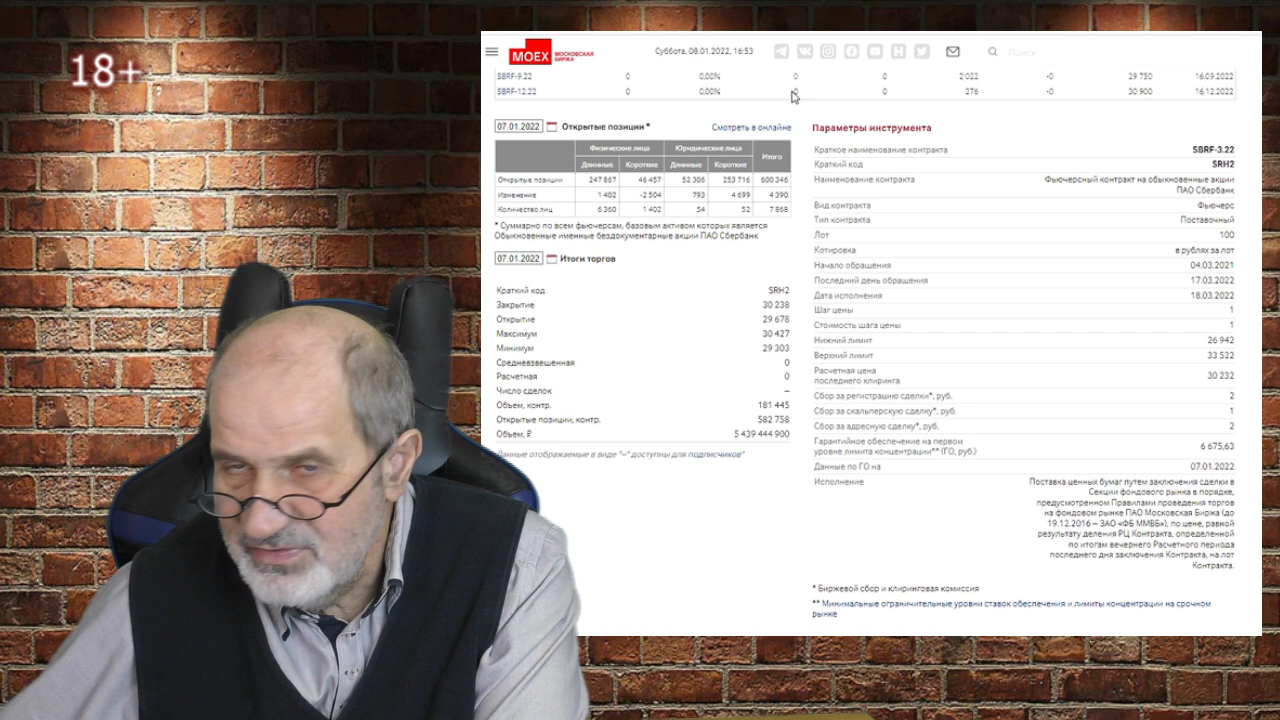 18+
MOEX
МОСКОВСКАЯ
БИРЖА
Суббота, 08.01.2022, 16:53
Поиск
SBRF-9.22 0 0,00% 0 0 2 022 -0 29 750 16.09.2022
SBRF-12.22 0 0,00% 0 0 276 -0 30 900 16.12.2022
07.01.2022 Открытые позиции *
Смотреть в онлайне
Физические лица Юридические лица Итого
Длинные Короткие Длинные Короткие
Открытые позиции 247 867 46 457 52 306 253 716 600 346
Изменение 1 402 -2 504 793 4 699 4 390
Количество лиц 6 360 1 402 54 52 7 868
* Суммарно по всем фьючерсам, базовым активом которых является
Обыкновенные именные бездокументарные акции ПАО Сбербанк
07.01.2022 Итоги торгов
Краткий код SRH2
Закрытие 30 238
Открытие 29 678
Максимум 30 427
Минимум 29 303
Средневзвешенная 0
Расчетная 0
Число сделок –
Объем, контр. 181 445
Открытые позиции, контр. 582 758
Объем, ₽ 5 439 444 900
Данные отображаемые в виде "–" доступны для подписчиков"
Параметры инструмента
Краткое наименование контракта SBRF-3.22
Краткий код SRH2
Наименование контракта Фьючерсный контракт на обыкновенные акции
ПАО Сбербанк
Вид контракта Фьючерс
Тип контракта Поставочный
Лот 100
Котировка в рублях за лот
Начало обращения 04.03.2021
Последний день обращения 17.03.2022
Дата исполнения 18.03.2022
Шаг цены 1
Стоимость шага цены 1
Нижний лимит 26 942
Верхний лимит 33 522
Расчетная цена
последнего клиринга 30 232
Сбор за регистрацию сделки*, руб. 2
Сбор за скальперскую сделку*, руб. 1
Сбор за адресную сделку*, руб. 2
Гарантийное обеспечение на первом
уровне лимита концентрации** (ГО, руб.) 6 675,63
Данные по ГО на 07.01.2022
Исполнение Поставка ценных бумаг путем заключения сделки в
Секции фондового рынка в порядке,
предусмотренном Правилами проведения торгов
на фондовом рынке ПАО Московская Биржа (до
19.12.2016 – ЗАО «ФБ ММВБ»), по цене, равной
результату деления РЦ Контракта, определенной
по итогам вечернего Расчетного периода
последнего дня заключения Контракта, на лот
Контракта.
* Биржевой сбор и клиринговая комиссия
** Минимальные ограничительные уровни ставок обеспечения и лимиты концентрации на срочном
рынке